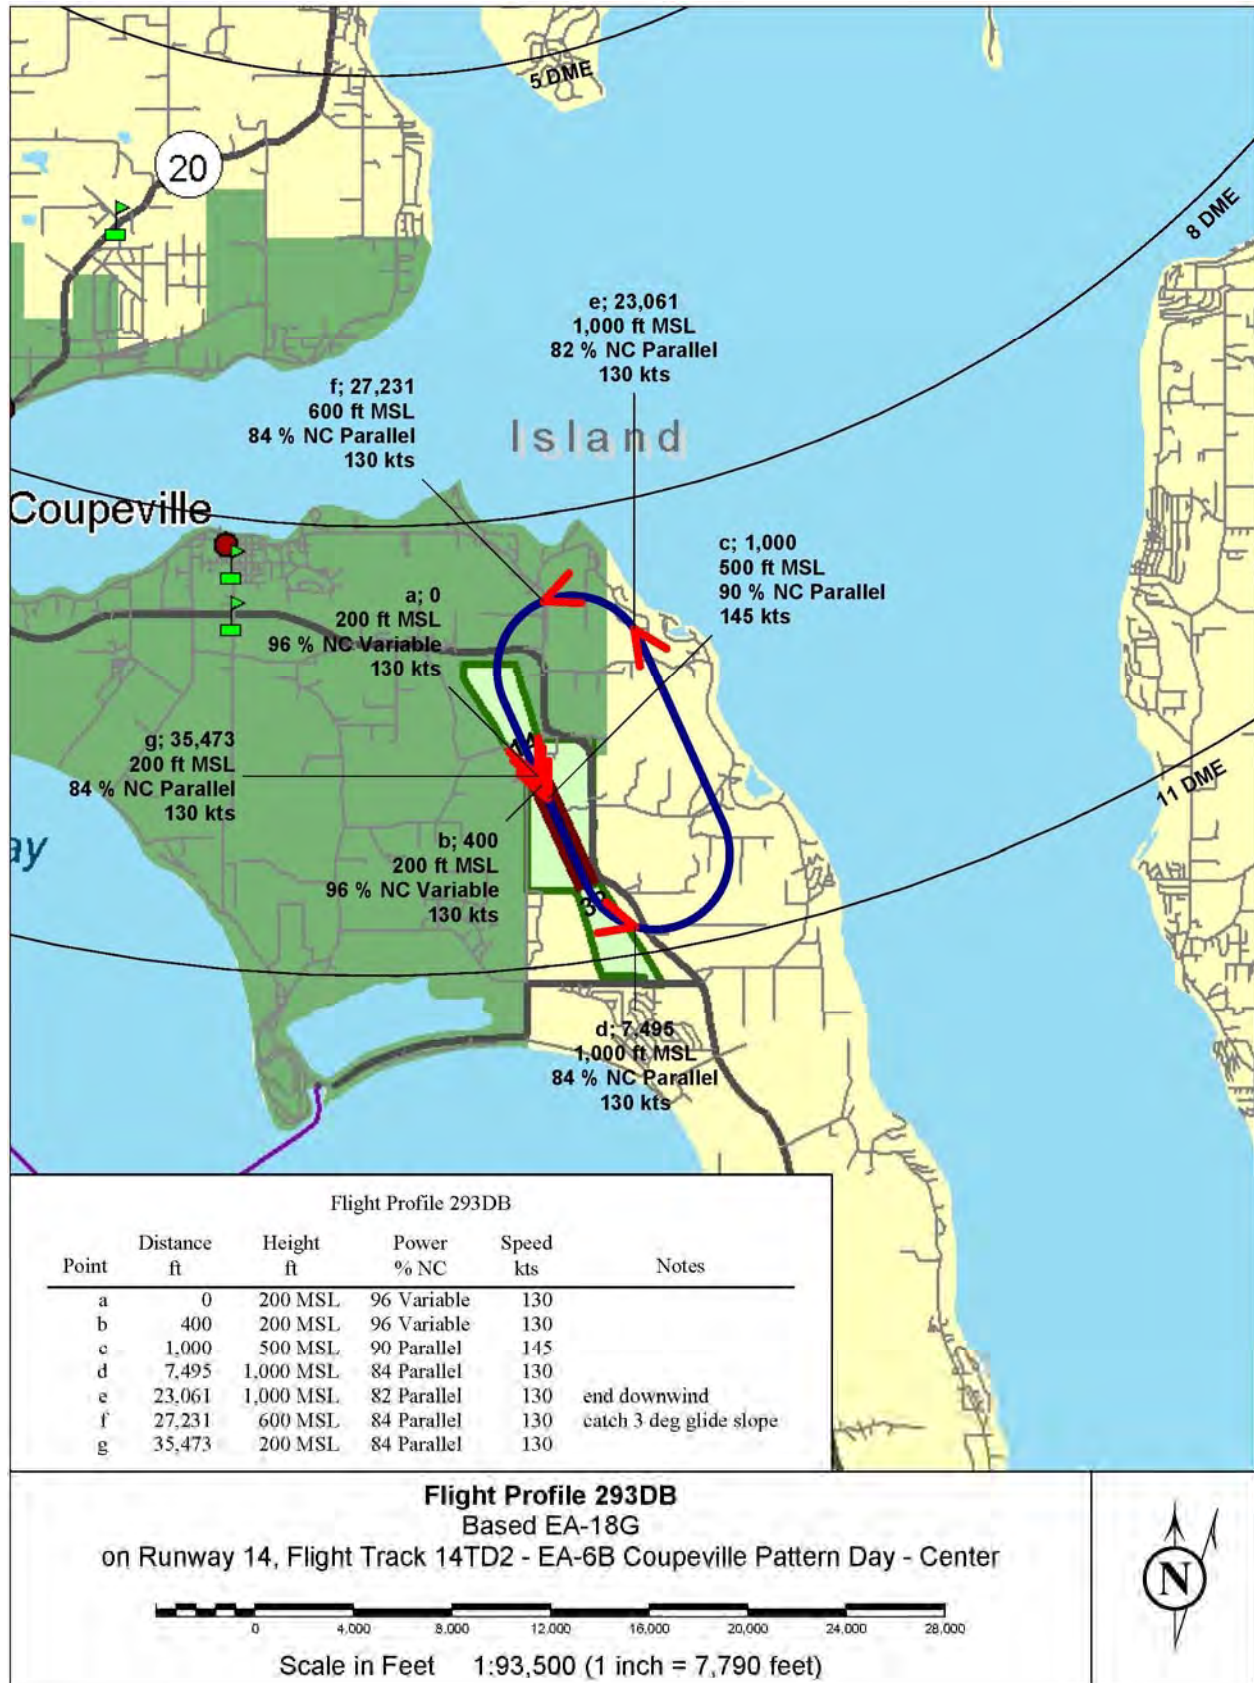 5 DME
20
8 DME
e; 23,061
1,000 ft MSL
82 % NC Parallel
130 kts
f; 27,231
600 ft MSL
84 % NC Parallel
130 kts
Island
Coupeville
c; 1,000
500 ft MSL
90 % NC Parallel
145 kts
a; 0
200 ft MSL
96 % NC Variable
130 kts
g; 35,473
200 ft MSL
84 % NC Parallel
130 kts
11 DME
ay
b; 400
200 ft MSL
96 % NC Variable
130 kts
d; 7,495
1,000 ft MSL
84 % NC Parallel
130 kts
Flight Profile 293DB
Distance Height Power Speed
Point ft ft % NC kts Notes
a 0 200 MSL 96 Variable 130
b 400 200 MSL 96 Variable 130
c 1,000 500 MSL 90 Parallel 145
d 7,495 1,000 MSL 84 Parallel 130
e 23,061 1,000 MSL 82 Parallel 130 end downwind
f 27,231 600 MSL 84 Parallel 130 catch 3 deg glide slope
g 35,473 200 MSL 84 Parallel 130
Flight Profile 293DB
Based EA-18G
on Runway 14, Flight Track 14TD2 - EA-6B Coupeville Pattern Day - Center
0 4,000 8,000 12,000 16,000 20,000 24,000 28,000
Scale in Feet 1:93,500 (1 inch = 7,790 feet)
N